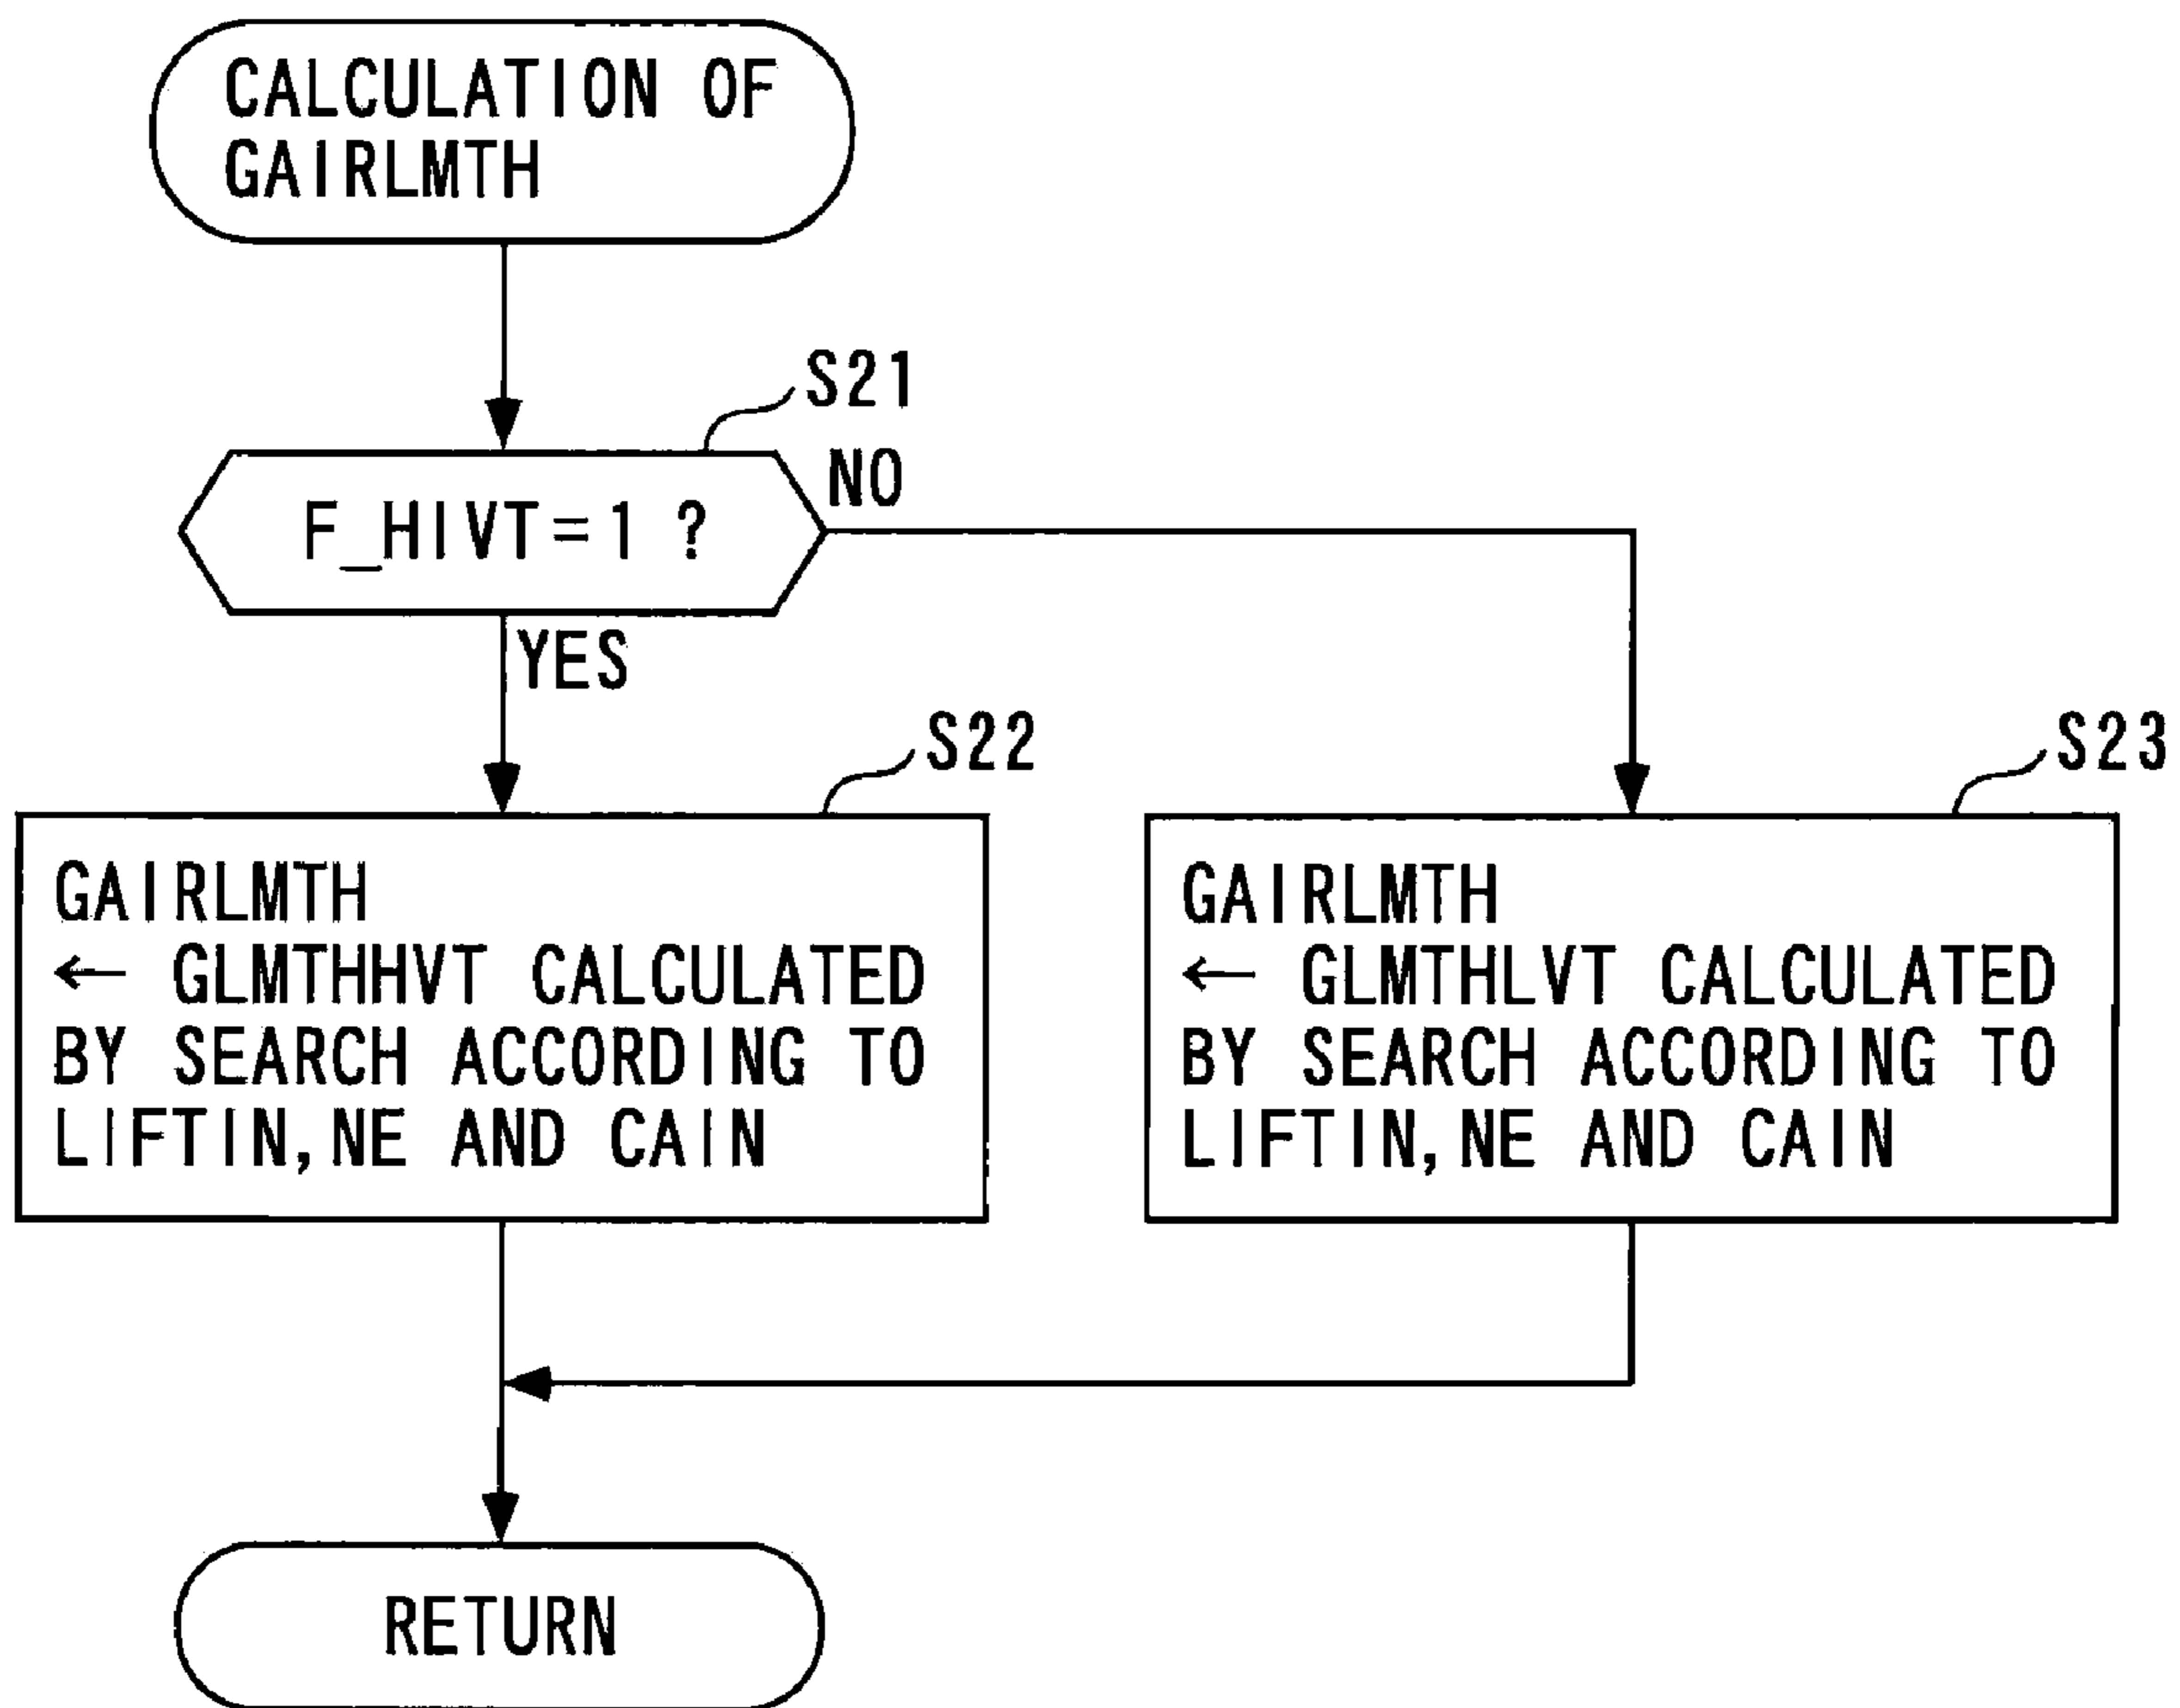 CALCULATION OF
GAIRLMTH
S21
F_HIVT=1 ?
NO
YES
S22
GAIRLMTH
← GLMTHHVT CALCULATED
BY SEARCH ACCORDING TO
LIFTIN, NE AND CAIN
S23
GAIRLMTH
← GLMTHLVT CALCULATED
BY SEARCH ACCORDING TO
LIFTIN, NE AND CAIN
RETURN